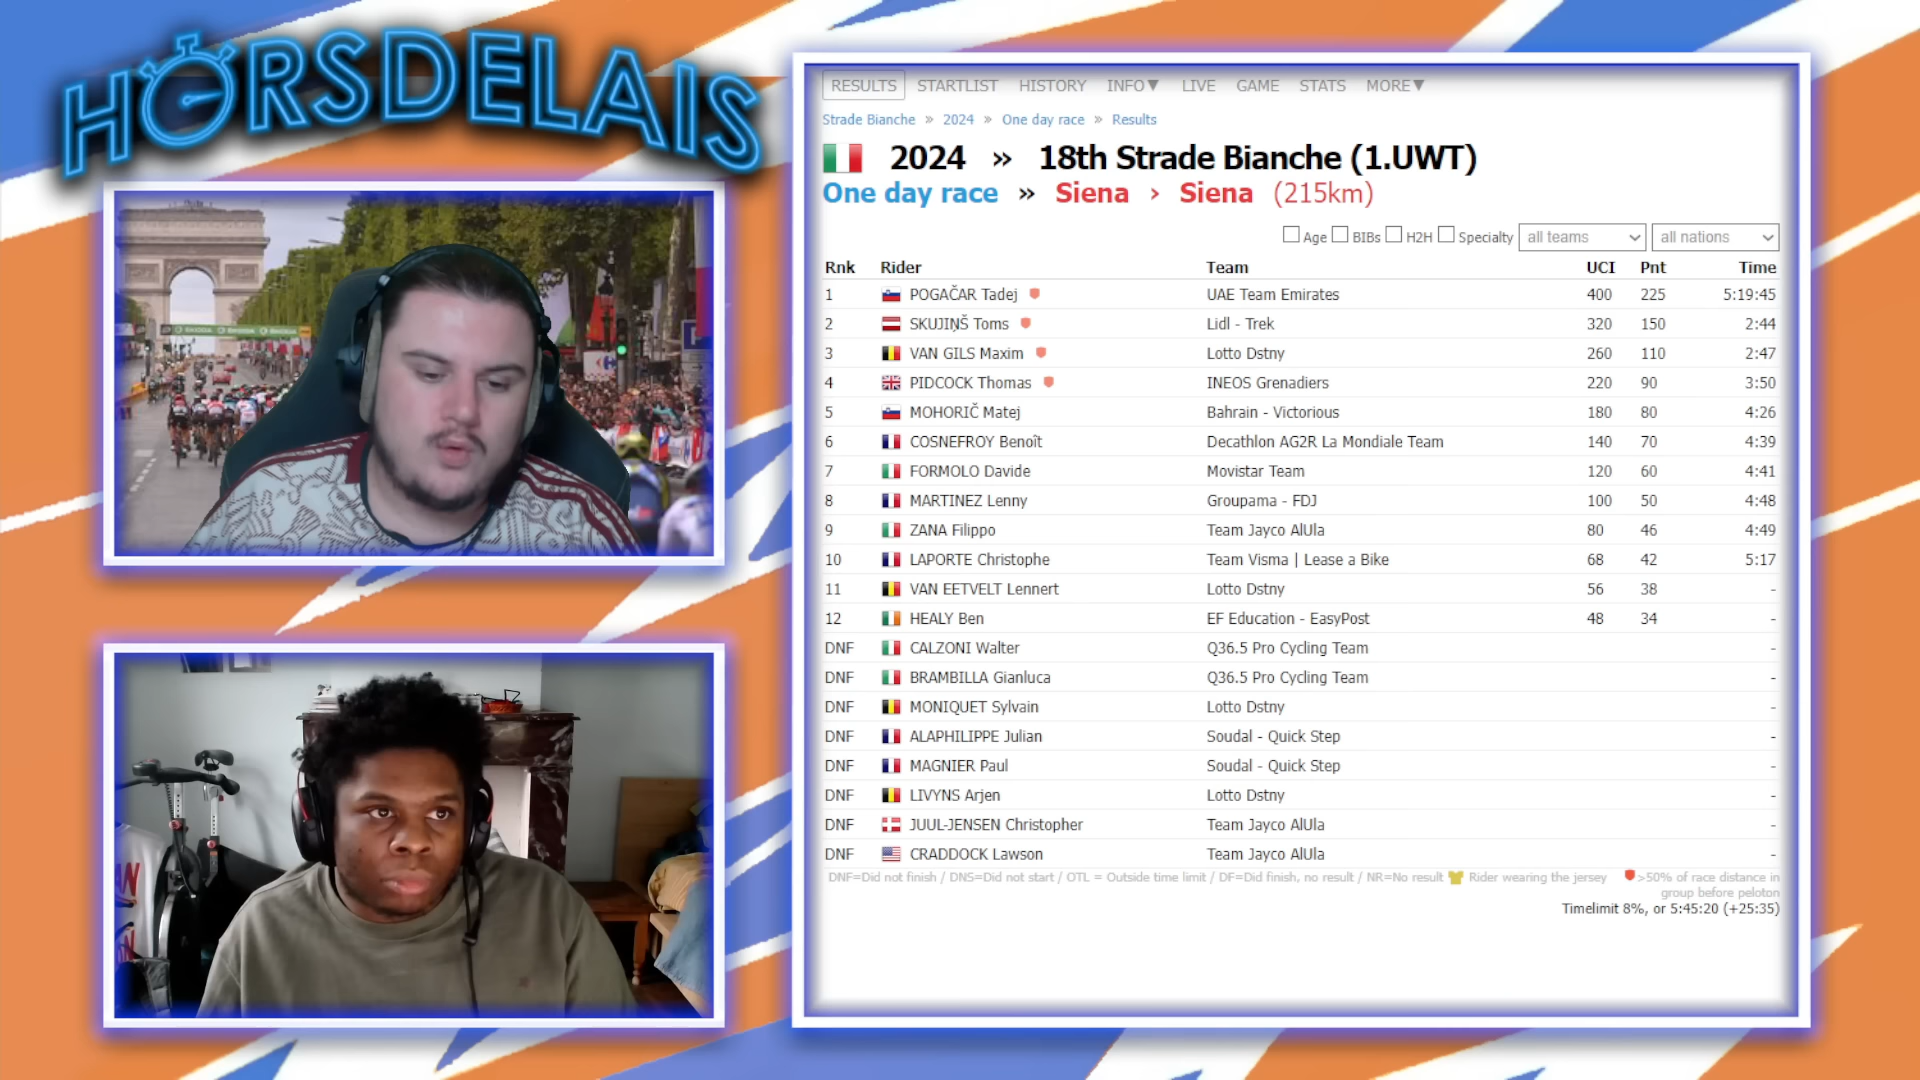 HORSDELAIS
RESULTS STARTLIST HISTORY INFO▼ LIVE GAME STATS MORE▼
Strade Bianche » 2024 » One day race » Results
2024 » 18th Strade Bianche (1.UWT)
One day race » Siena › Siena (215km)
Age BIBs H2H Specialty all teams all nations
Rnk Rider Team UCI Pnt Time
1 POGAČAR Tadej UAE Team Emirates 400 225 5:19:45
2 SKUJIŅŠ Toms Lidl - Trek 320 150 2:44
3 VAN GILS Maxim Lotto Dstny 260 110 2:47
4 PIDCOCK Thomas INEOS Grenadiers 220 90 3:50
5 MOHORIČ Matej Bahrain - Victorious 180 80 4:26
6 COSNEFROY Benoît Decathlon AG2R La Mondiale Team 140 70 4:39
7 FORMOLO Davide Movistar Team 120 60 4:41
8 MARTINEZ Lenny Groupama - FDJ 100 50 4:48
9 ZANA Filippo Team Jayco AlUla 80 46 4:49
10 LAPORTE Christophe Team Visma | Lease a Bike 68 42 5:17
11 VAN EETVELT Lennert Lotto Dstny 56 38 -
12 HEALY Ben EF Education - EasyPost 48 34 -
DNF CALZONI Walter Q36.5 Pro Cycling Team -
DNF BRAMBILLA Gianluca Q36.5 Pro Cycling Team -
DNF MONIQUET Sylvain Lotto Dstny -
DNF ALAPHILIPPE Julian Soudal - Quick Step -
DNF MAGNIER Paul Soudal - Quick Step -
DNF LIVYNS Arjen Lotto Dstny -
DNF JUUL-JENSEN Christopher Team Jayco AlUla -
DNF CRADDOCK Lawson Team Jayco AlUla -
DNF=Did not finish / DNS=Did not start / OTL = Outside time limit / DF=Did finish, no result / NR=No result Rider wearing the jersey >50% of race distance in
group before peloton
Timelimit 8%, or 5:45:20 (+25:35)